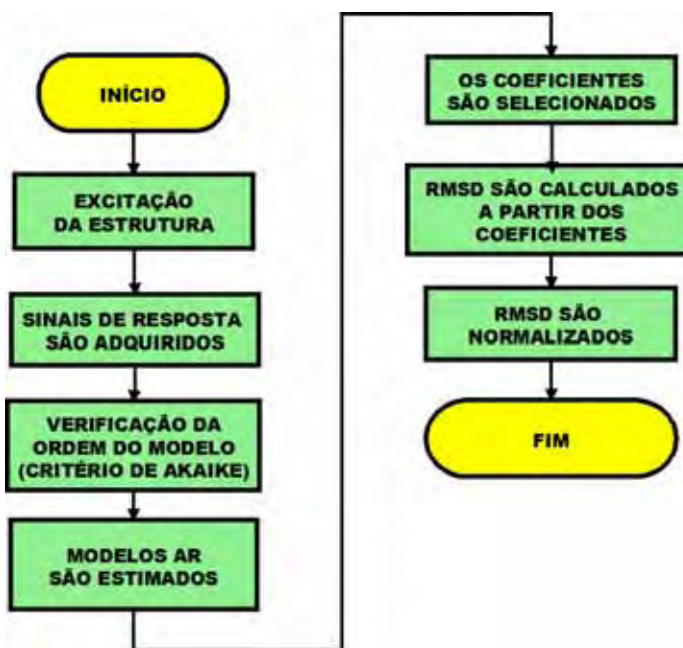 INÍCIO
EXCITAÇÃO
DA ESTRUTURA
SINAIS DE RESPOSTA
SÃO ADQUIRIDOS
VERIFICAÇÃO DA
ORDEM DO MODELO
(CRITÉRIO DE AKAIKE)
MODELOS AR
SÃO ESTIMADOS
OS COEFICIENTES
SÃO SELECIONADOS
RMSD SÃO CALCULADOS
A PARTIR DOS
COEFICIENTES
RMSD SÃO
NORMALIZADOS
FIM